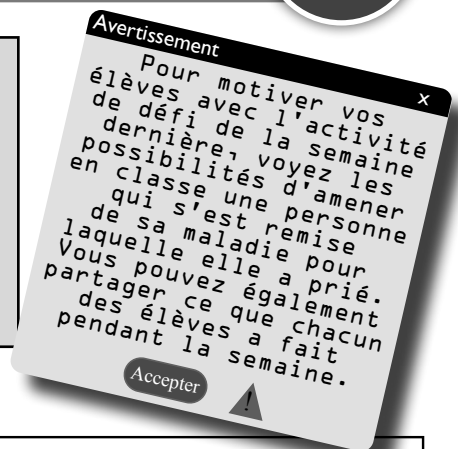 Avertissement
x
Pour motiver vos
élèves avec l'activité
de défi de la semaine
dernière, voyez les
possibilités d'amener
en classe une personne
qui s'est remise
de sa maladie pour
laquelle elle a prié.
Vous pouvez également
partager ce que chacun
des élèves a fait
pendant la semaine.
Accepter
!